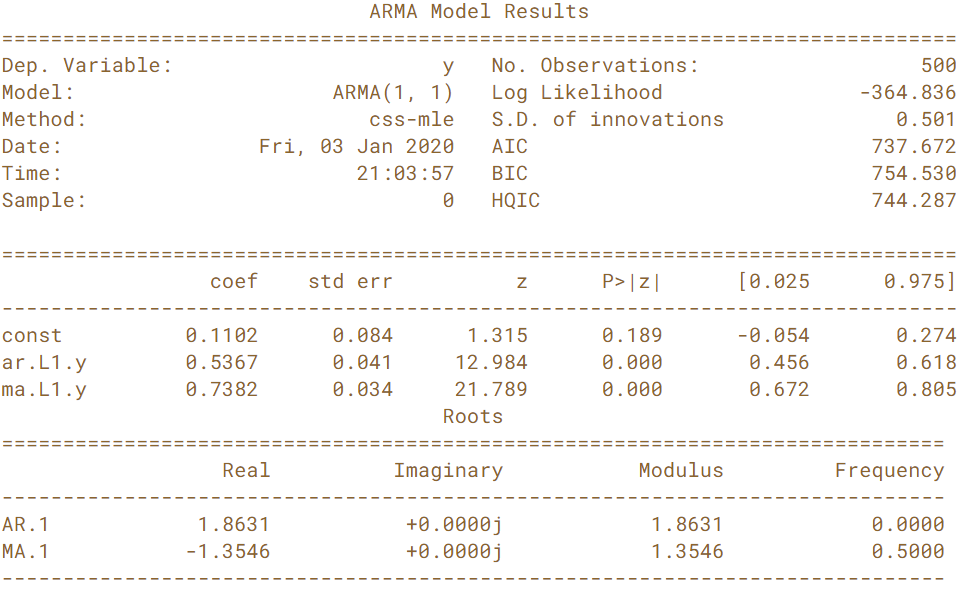 ARMA Model Results
==============================================================================
Dep. Variable: y No. Observations: 500
Model: ARMA(1, 1) Log Likelihood -364.836
Method: css-mle S.D. of innovations 0.501
Date: Fri, 03 Jan 2020 AIC 737.672
Time: 21:03:57 BIC 754.530
Sample: 0 HQIC 744.287
==============================================================================
coef std err z P>|z| [0.025 0.975]
------------------------------------------------------------------------------
const 0.1102 0.084 1.315 0.189 -0.054 0.274
ar.L1.y 0.5367 0.041 12.984 0.000 0.456 0.618
ma.L1.y 0.7382 0.034 21.789 0.000 0.672 0.805
Roots
=============================================================================
Real Imaginary Modulus Frequency
-----------------------------------------------------------------------------
AR.1 1.8631 +0.0000j 1.8631 0.0000
MA.1 -1.3546 +0.0000j 1.3546 0.5000
-----------------------------------------------------------------------------